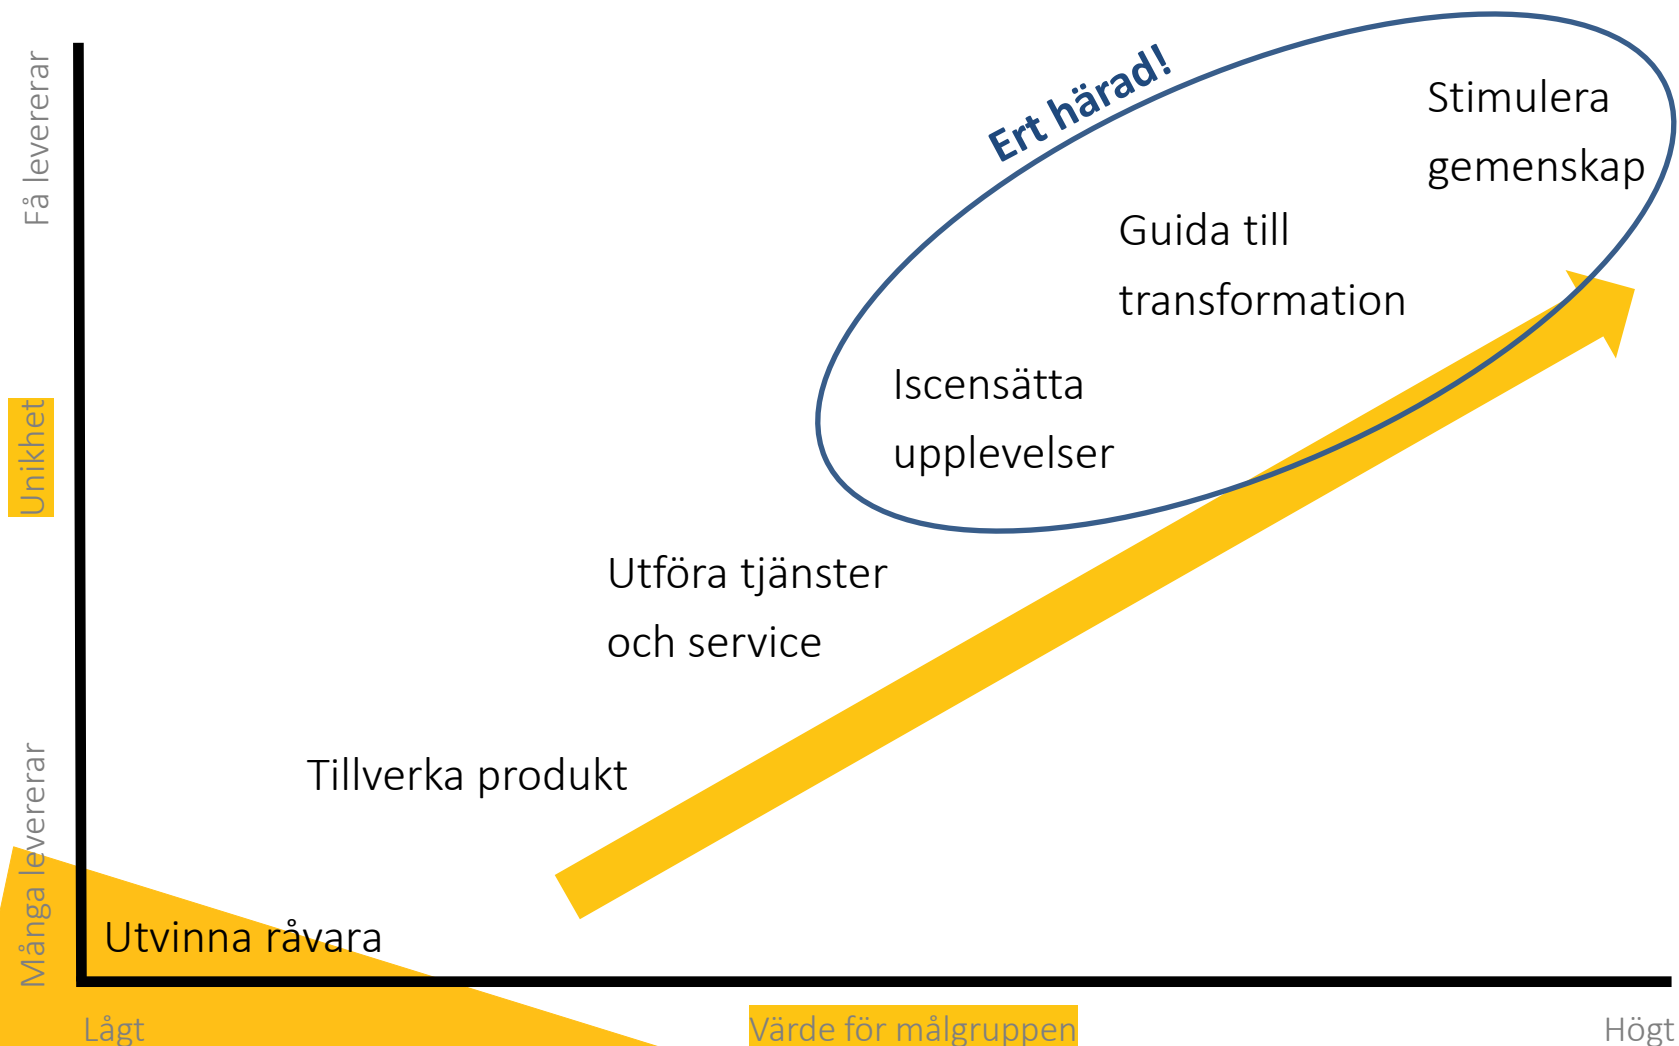 Få levererar
Unikhet
Många levererar
Ert härad!
Stimulera
gemenskap
Guida till
transformation
Iscensätta
upplevelser
Utföra tjänster
och service
Tillverka produkt
Utvinna råvara
Lågt
Värde för målgruppen
Högt